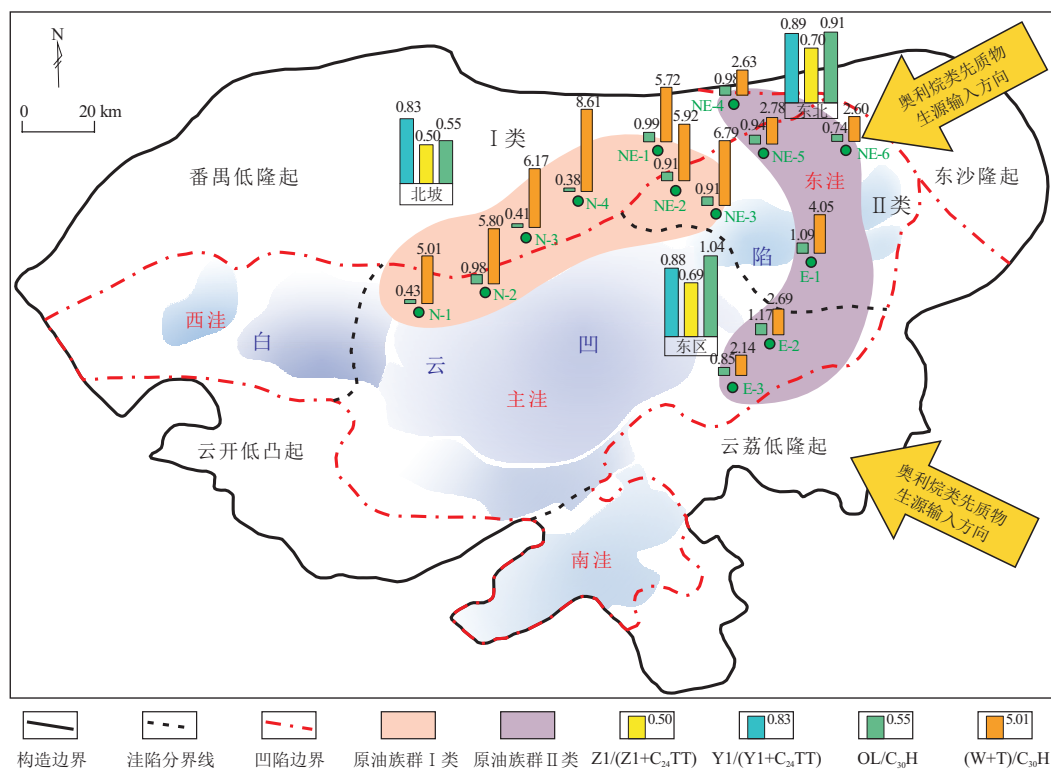 N
0
20 km
0.89
0.70
0.91
东北
奥利烷类先质物
生源输入方向
0.98
2.63
NE-4
0.83
0.50
0.55
北坡
Ⅰ类
8.61
0.38
N-4
5.72
0.99
NE-1
5.92
0.91
NE-2
6.79
0.91
NE-3
2.78
0.94
NE-5
2.60
0.74
NE-6
番禺低隆起
6.17
0.41
N-3
东洼
东沙隆起
Ⅱ类
5.80
0.98
N-2
5.01
0.43
N-1
4.05
1.09
E-1
陷
0.88
0.69
1.04
东区
2.69
1.17
E-2
2.14
0.85
E-3
西洼
白
云
凹
主洼
云开低凸起
云荔低隆起
奥利烷类先质物
生源输入方向
南洼
构造边界
洼陷分界线
凹陷边界
原油族群Ⅰ类
原油族群Ⅱ类
0.50
Z1/(Z1+C₂₄TT)
0.83
Y1/(Y1+C₂₄TT)
0.55
OL/C₃₀H
5.01
(W+T)/C₃₀H